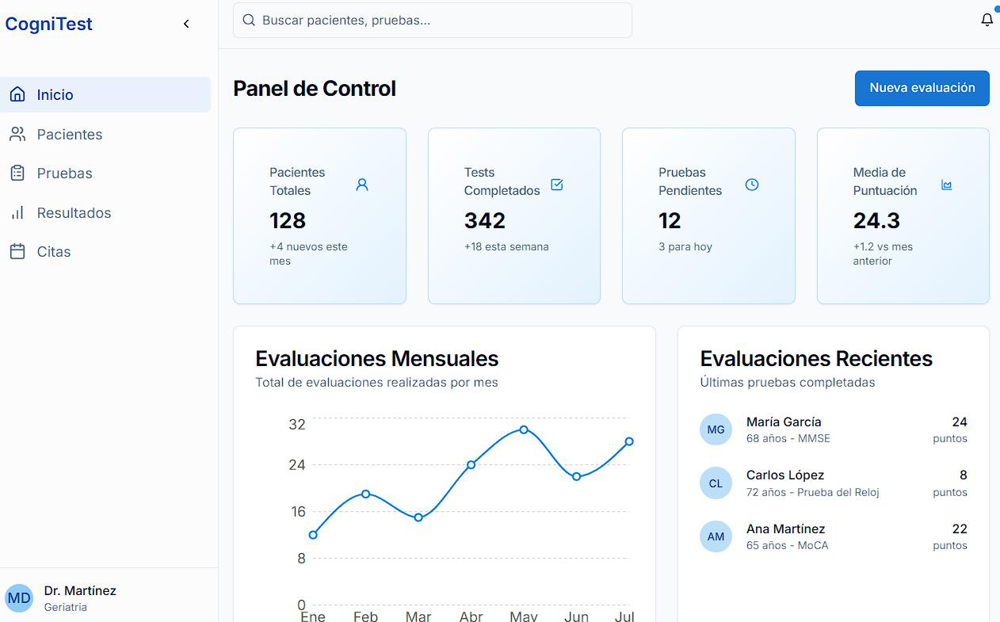 CogniTest
Buscar pacientes, pruebas...
Inicio
Pacientes
Pruebas
Resultados
Citas
MD
Dr. Martínez
Geriatria
Panel de Control
Nueva evaluación
Pacientes
Totales
128
+4 nuevos este
mes
Tests
Completados
342
+18 esta semana
Pruebas
Pendientes
12
3 para hoy
Media de
Puntuación
24.3
+1.2 vs mes
anterior
Evaluaciones Mensuales
Total de evaluaciones realizadas por mes
32
24
16
8
0
Ene Feb Mar Abr May Jun Jul
Evaluaciones Recientes
Últimas pruebas completadas
MG
María García
68 años - MMSE
24
puntos
CL
Carlos López
72 años - Prueba del Reloj
8
puntos
AM
Ana Martínez
65 años - MoCA
22
puntos